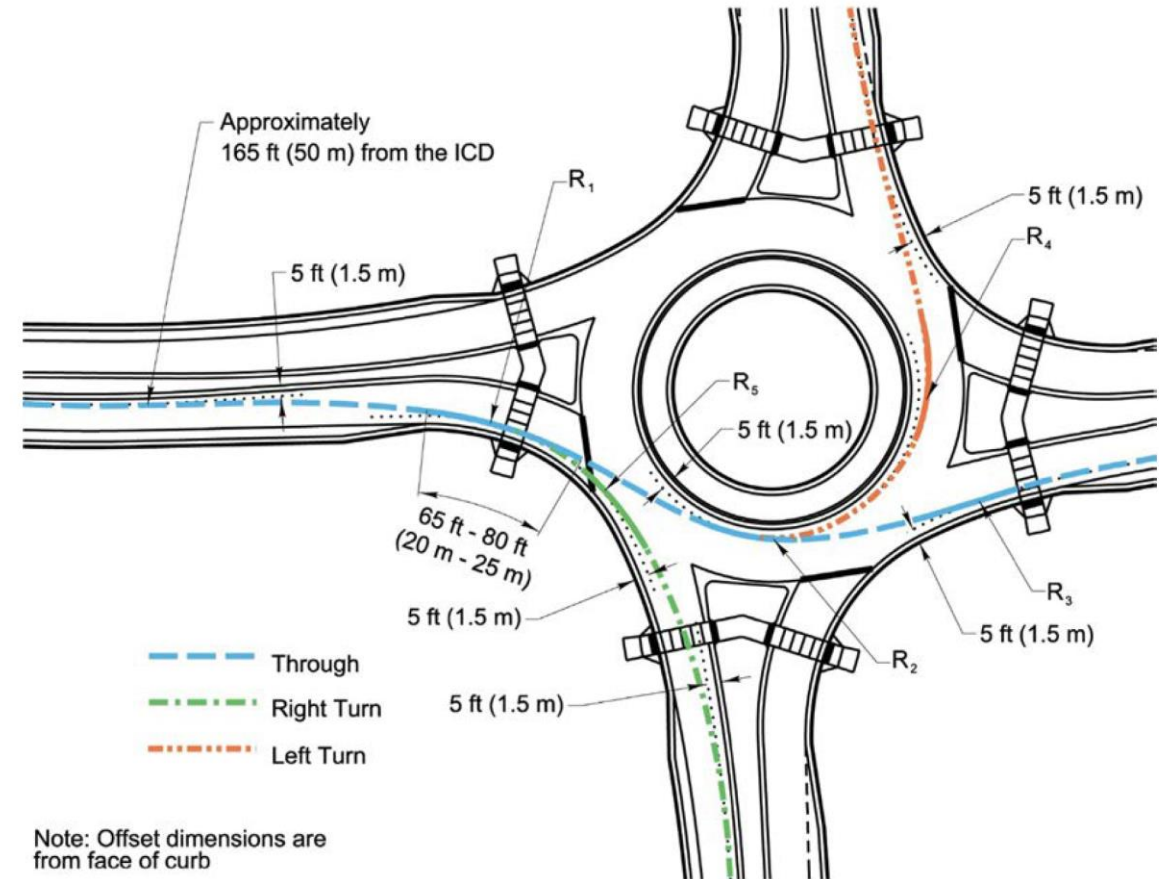 Approximately
165 ft (50 m) from the ICD
R₁
5 ft (1.5 m)
5 ft (1.5 m)
R₄
R₅
5 ft (1.5 m)
65 ft - 80 ft
(20 m - 25 m)
5 ft (1.5 m)
R₃
5 ft (1.5 m)
R₂
5 ft (1.5 m)
Through
Right Turn
Left Turn
Note: Offset dimensions are
from face of curb